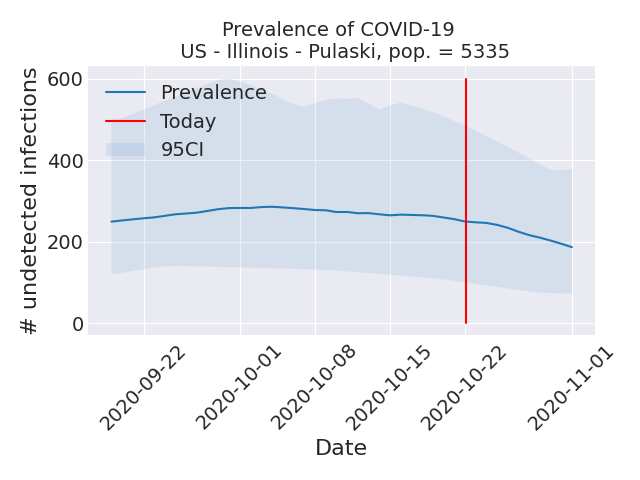 Prevalence of COVID-19
US - Illinois - Pulaski, pop. = 5335
# undetected infections
600
400
200
0
Prevalence
Today
95CI
2020-09-22
2020-10-01
2020-10-08
2020-10-15
2020-10-22
2020-11-01
Date